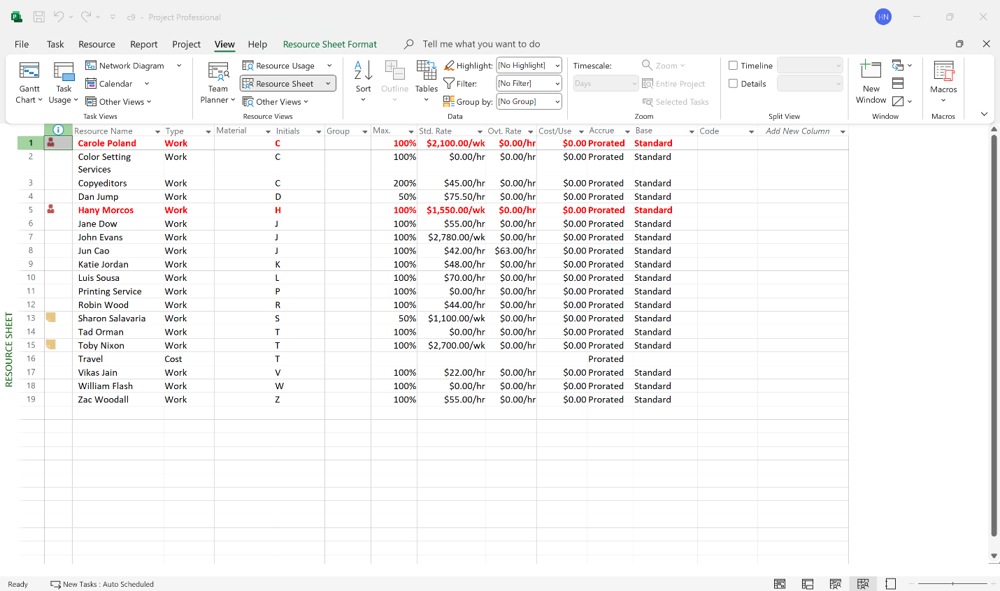 c9 - Project Professional
HN
File Task Resource Report Project View Help Resource Sheet Format Tell me what you want to do
Gantt Chart
Task Usage
Network Diagram
Calendar
Other Views
Task Views
Team Planner
Resource Usage
Resource Sheet
Other Views
Resource Views
Sort
Outline
Tables
Highlight: [No Highlight]
Filter: [No Filter]
Group by: [No Group]
Data
Timescale:
Days
Zoom
Entire Project
Selected Tasks
Zoom
Timeline
Details
Split View
New Window
Window
Macros
Macros
Resource Name Type Material Initials Group Max. Std. Rate Ovt. Rate Cost/Use Accrue Base Code Add New Column
1 Carole Poland Work C 100% $2,100.00/wk $0.00/hr $0.00 Prorated Standard
2 Color Setting Services Work C 100% $0.00/hr $0.00/hr $0.00 Prorated Standard
3 Copyeditors Work C 200% $45.00/hr $0.00/hr $0.00 Prorated Standard
4 Dan Jump Work D 50% $75.50/hr $0.00/hr $0.00 Prorated Standard
5 Hany Morcos Work H 100% $1,550.00/wk $0.00/hr $0.00 Prorated Standard
6 Jane Dow Work J 100% $55.00/hr $0.00/hr $0.00 Prorated Standard
7 John Evans Work J 100% $2,780.00/wk $0.00/hr $0.00 Prorated Standard
8 Jun Cao Work J 100% $42.00/hr $63.00/hr $0.00 Prorated Standard
9 Katie Jordan Work K 100% $48.00/hr $0.00/hr $0.00 Prorated Standard
10 Luis Sousa Work L 100% $70.00/hr $0.00/hr $0.00 Prorated Standard
11 Printing Service Work P 100% $0.00/hr $0.00/hr $0.00 Prorated Standard
12 Robin Wood Work R 100% $44.00/hr $0.00/hr $0.00 Prorated Standard
13 Sharon Salavaria Work S 50% $1,100.00/wk $0.00/hr $0.00 Prorated Standard
14 Tad Orman Work T 100% $0.00/hr $0.00/hr $0.00 Prorated Standard
15 Toby Nixon Work T 100% $2,700.00/wk $0.00/hr $0.00 Prorated Standard
16 Travel Cost T Prorated
17 Vikas Jain Work V 100% $22.00/hr $0.00/hr $0.00 Prorated Standard
18 William Flash Work W 100% $0.00/hr $0.00/hr $0.00 Prorated Standard
19 Zac Woodall Work Z 100% $55.00/hr $0.00/hr $0.00 Prorated Standard
RESOURCE SHEET
Ready New Tasks : Auto Scheduled